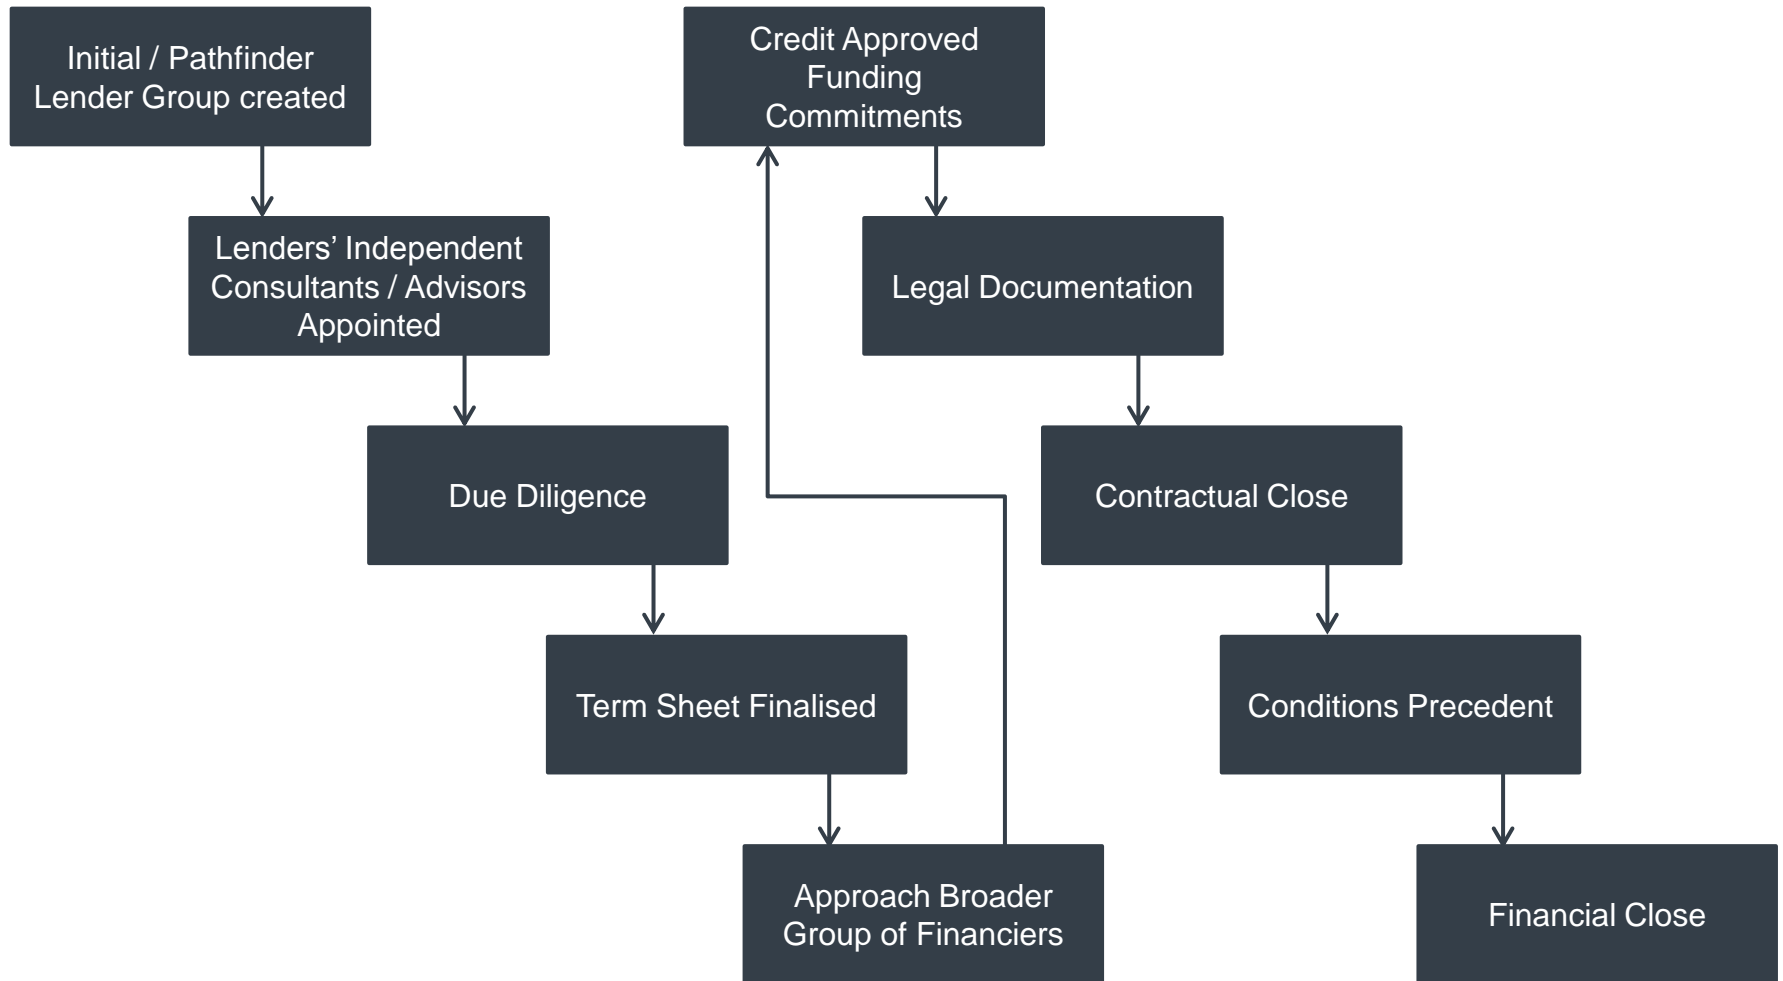 Initial / Pathfinder
Lender Group created
Lenders’ Independent
Consultants / Advisors
Appointed
Due Diligence
Term Sheet Finalised
Approach Broader
Group of Financiers
Credit Approved
Funding
Commitments
Legal Documentation
Contractual Close
Conditions Precedent
Financial Close